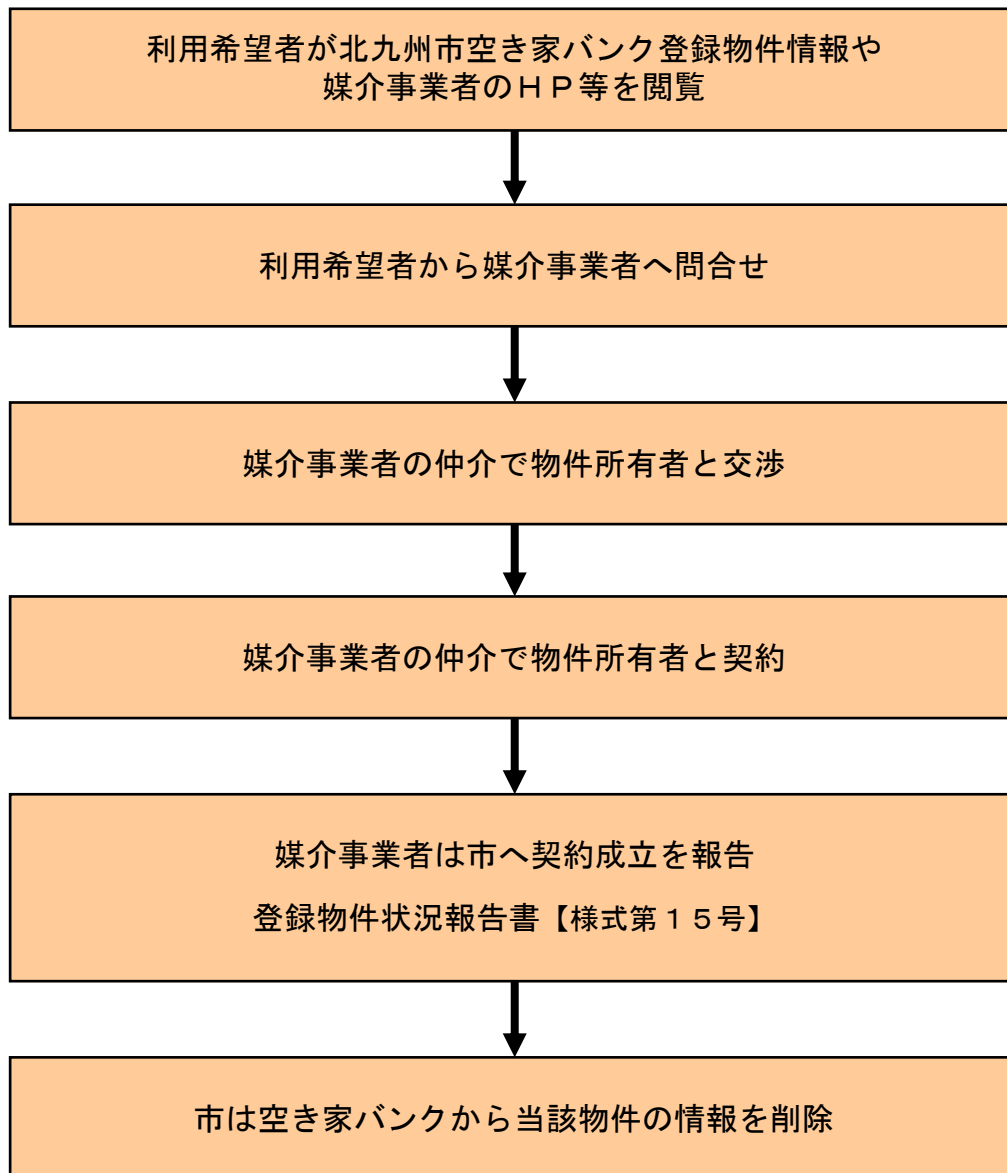 利用希望者が北九州市空き家バンク登録物件情報や
媒介事業者のＨＰ等を閲覧
利用希望者から媒介事業者へ問合せ
媒介事業者の仲介で物件所有者と交渉
媒介事業者の仲介で物件所有者と契約
媒介事業者は市へ契約成立を報告
登録物件状況報告書【様式第１５号】
市は空き家バンクから当該物件の情報を削除